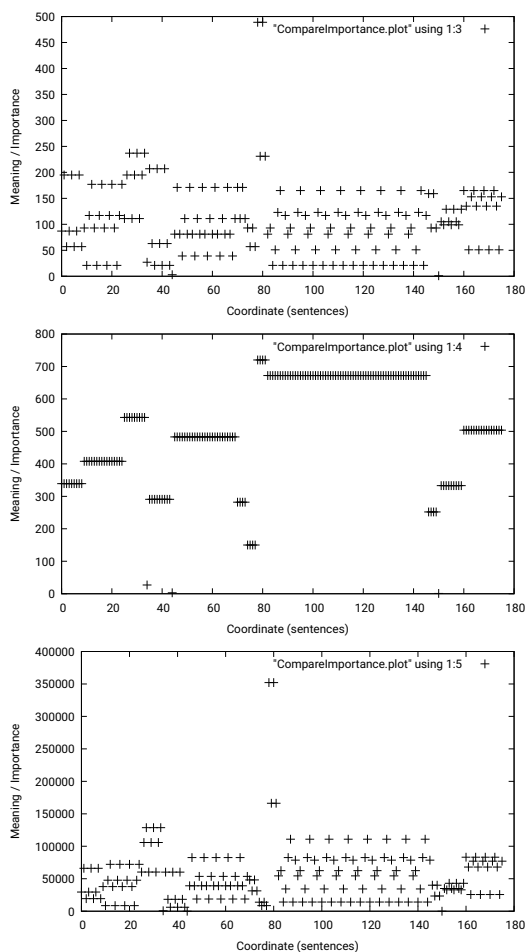 500
"CompareImportance.plot" using 1:3
450
400
350
300
250
200
150
100
50
0
Meaning / Importance
0 20 40 60 80 100 120 140 160 180
Coordinate (sentences)
800
"CompareImportance.plot" using 1:4
700
600
500
400
300
200
100
0
Meaning / Importance
0 20 40 60 80 100 120 140 160 180
Coordinate (sentences)
400000
"CompareImportance.plot" using 1:5
350000
300000
250000
200000
150000
100000
50000
0
Meaning / Importance
0 20 40 60 80 100 120 140 160 180
Coordinate (sentences)